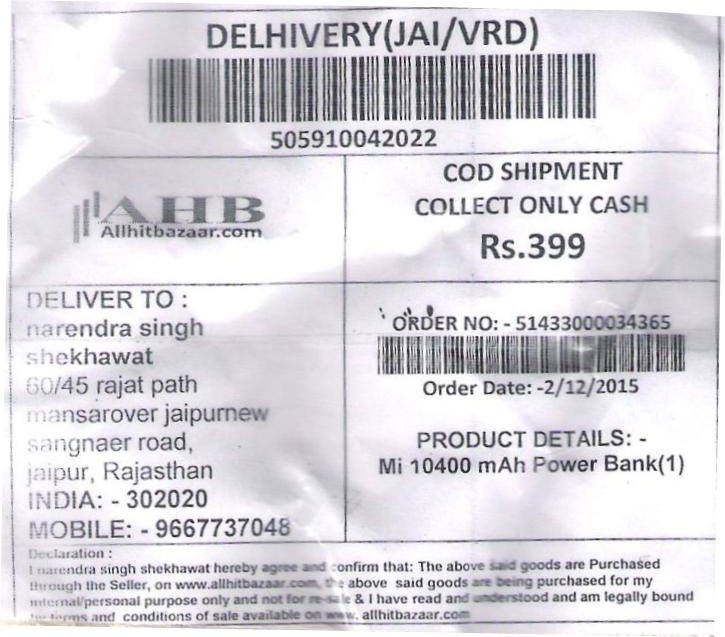 DELHIVERY(JAI/VRD)
505910042022
AHB
Allhitbazaar.com
COD SHIPMENT
COLLECT ONLY CASH
Rs.399
DELIVER TO :
narendra singh
shekhawat
60/45 rajat path
mansarover jaipurnew
sangnaer road,
jaipur, Rajasthan
INDIA: - 302020
MOBILE: - 9667737048
ORDER NO: - 51433000034365
Order Date: -2/12/2015
PRODUCT DETAILS: -
Mi 10400 mAh Power Bank(1)
Declaration :
I narendra singh shekhawat hereby agree and confirm that: The above said goods are Purchased
through the Seller, on www.allhitbazaar.com, the above said goods are being purchased for my
internal/personal purpose only and not for re-sale & I have read and understood and am legally bound
by terms and conditions of sale available on www. allhitbazaar.com